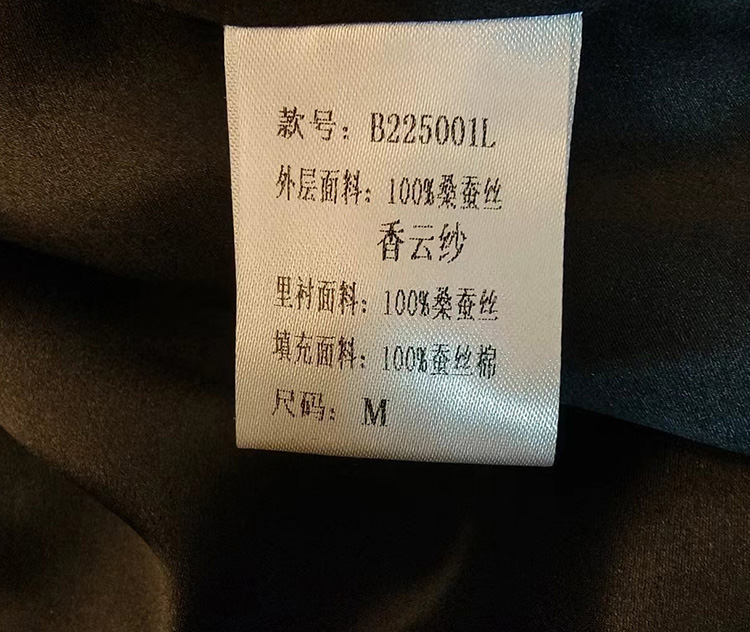 款号：B225001L
外层面料：100%桑蚕丝
香云纱
里衬面料：100%桑蚕丝
填充面料：100%蚕丝棉
尺码：M